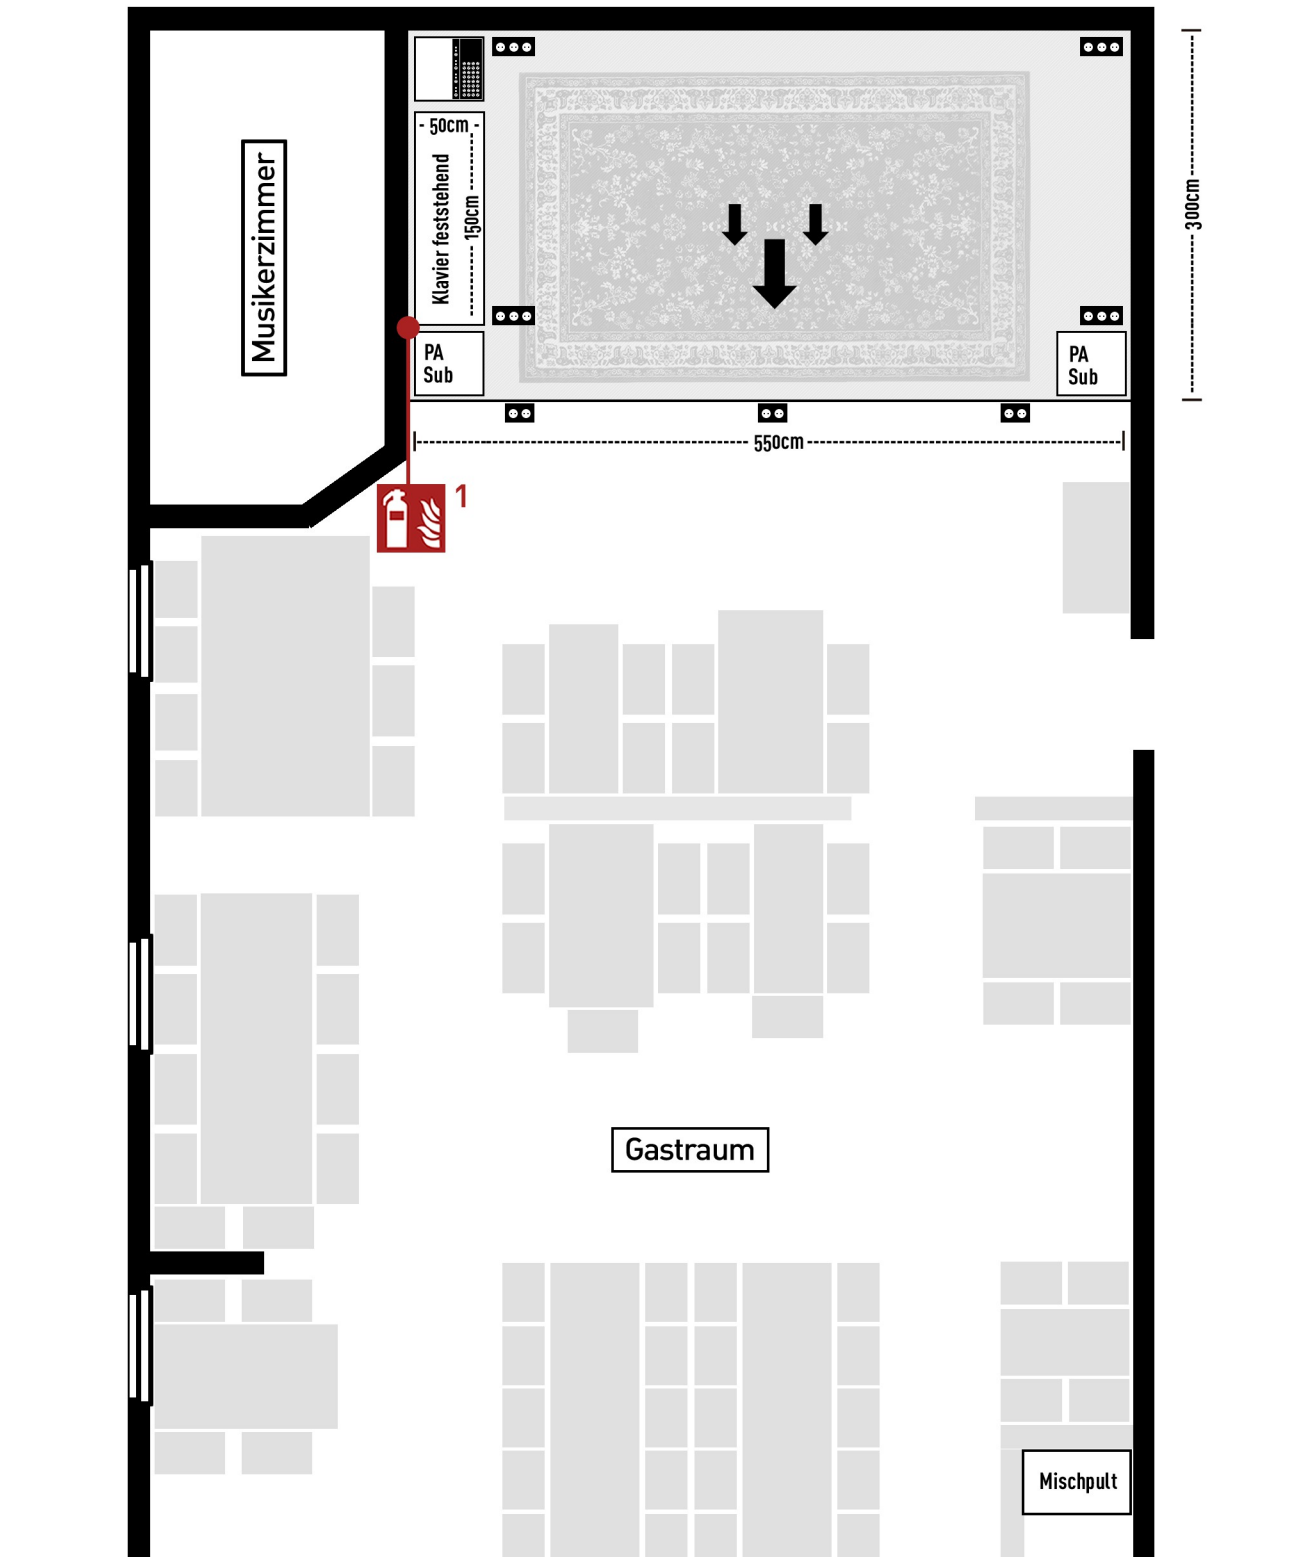 Musikerzimmer
- 50cm -
Klavier feststehend
150cm
300cm
PA
Sub
PA
Sub
550cm
1
Gastraum
Mischpult